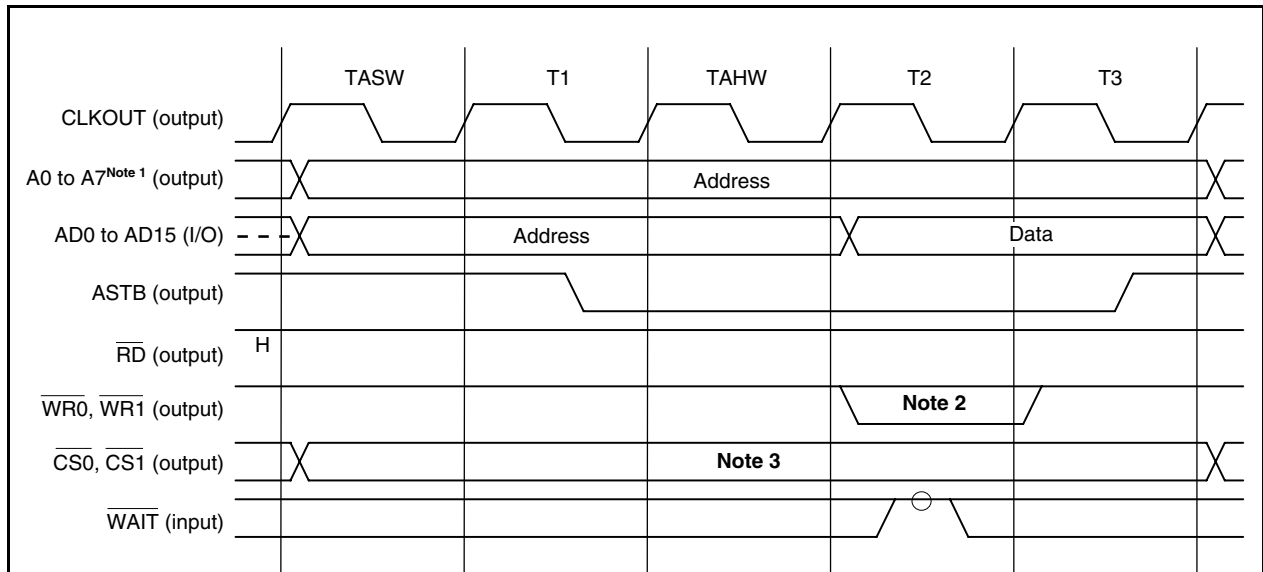 TASW T1 TAHW T2 T3
CLKOUT (output)
A0 to A7Note 1 (output) Address
AD0 to AD15 (I/O) Address Data
ASTB (output)
RD (output) H
WR0, WR1 (output) Note 2
CS0, CS1 (output) Note 3
WAIT (input)